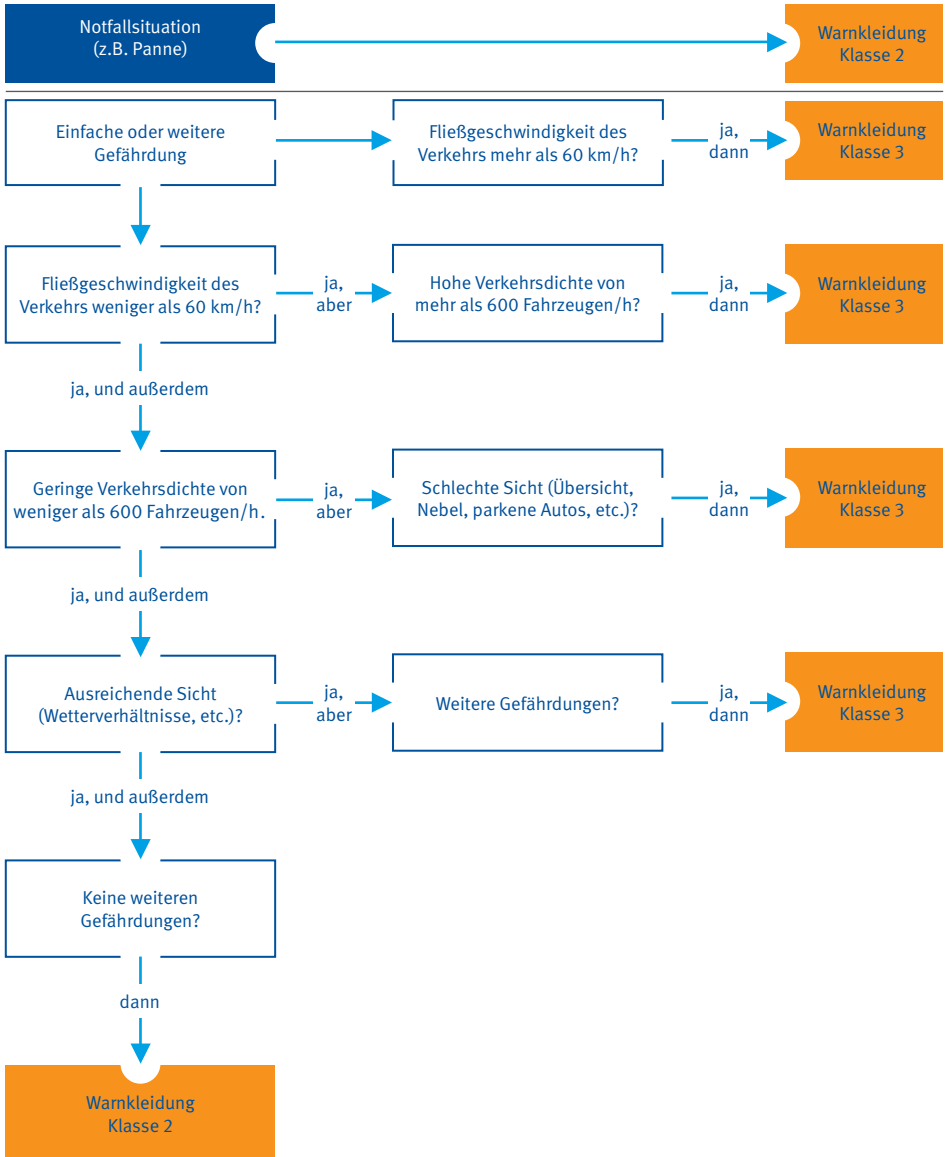 Notfallsituation
(z.B. Panne)
Warnkleidung
Klasse 2
Einfache oder weitere
Gefährdung
Fließgeschwindigkeit des
Verkehrs mehr als 60 km/h?
ja,
dann
Warnkleidung
Klasse 3
Fließgeschwindigkeit des
Verkehrs weniger als 60 km/h?
ja,
aber
Hohe Verkehrsdichte von
mehr als 600 Fahrzeugen/h?
ja,
dann
Warnkleidung
Klasse 3
ja, und außerdem
Geringe Verkehrsdichte von
weniger als 600 Fahrzeugen/h.
ja,
aber
Schlechte Sicht (Übersicht,
Nebel, parkene Autos, etc.)?
ja,
dann
Warnkleidung
Klasse 3
ja, und außerdem
Ausreichende Sicht
(Wetterverhältnisse, etc.)?
ja,
aber
Weitere Gefährdungen?
ja,
dann
Warnkleidung
Klasse 3
ja, und außerdem
Keine weiteren
Gefährdungen?
dann
Warnkleidung
Klasse 2